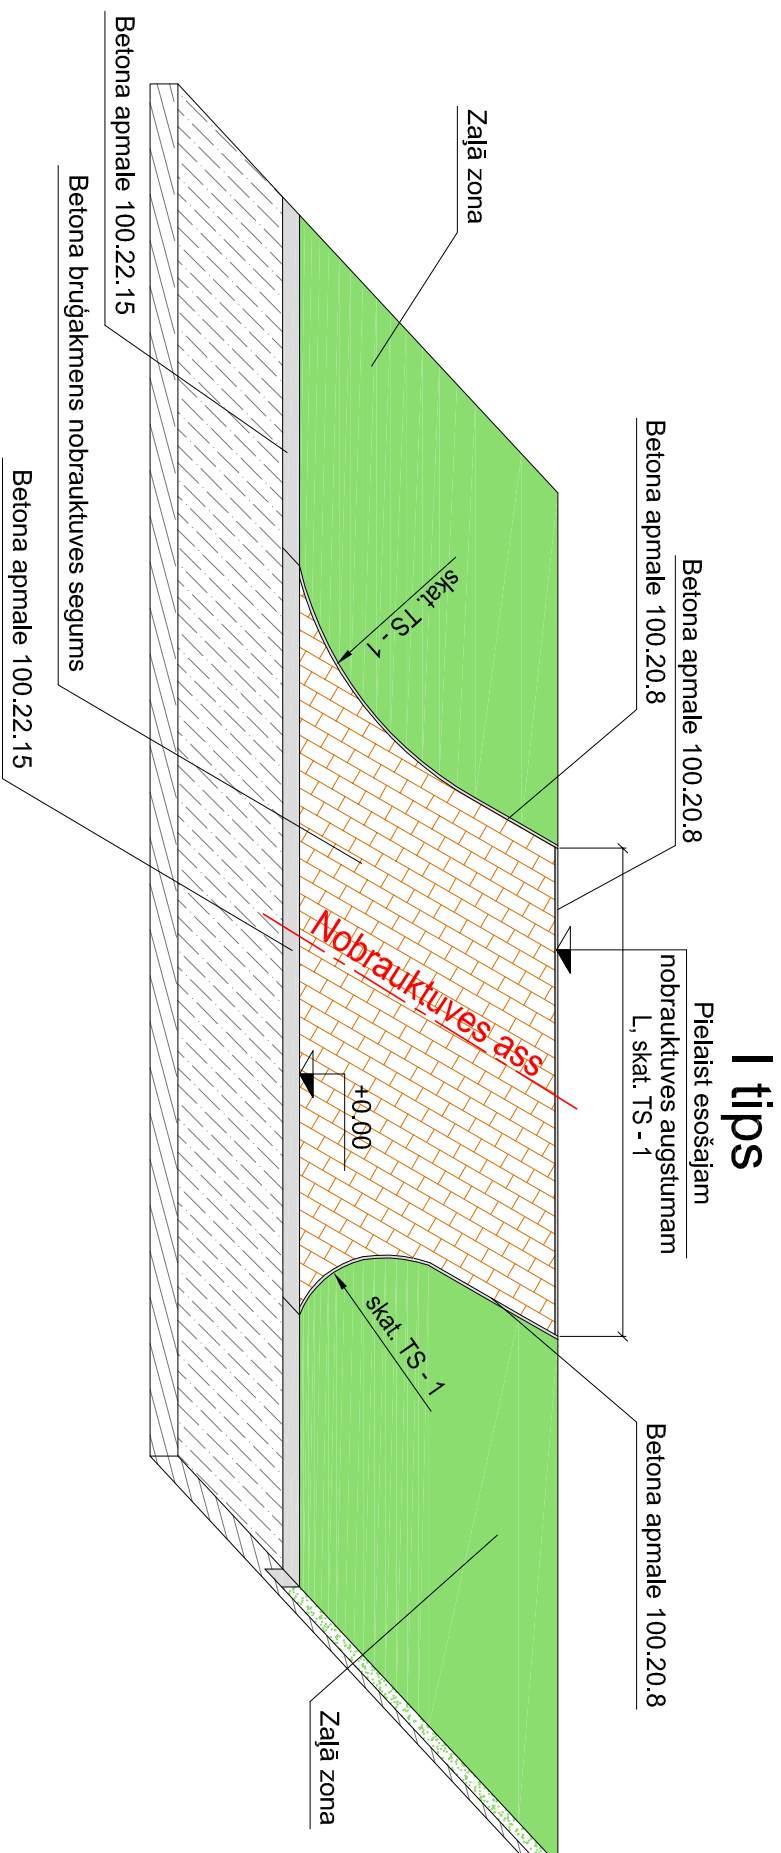 I tips
Pielaist esošajam
nobrauktuves augstumam
L, skat. TS - 1
Betona apmale 100.20.8
Betona apmale 100.20.8
Betona apmale 100.20.8
Zaļā zona
skat. TS - 1
Nobrauktuves ass
+0.00
skat. TS - 1
Zaļā zona
Betona apmale 100.22.15
Betona bruģakmens nobrauktuves segums
Betona apmale 100.22.15